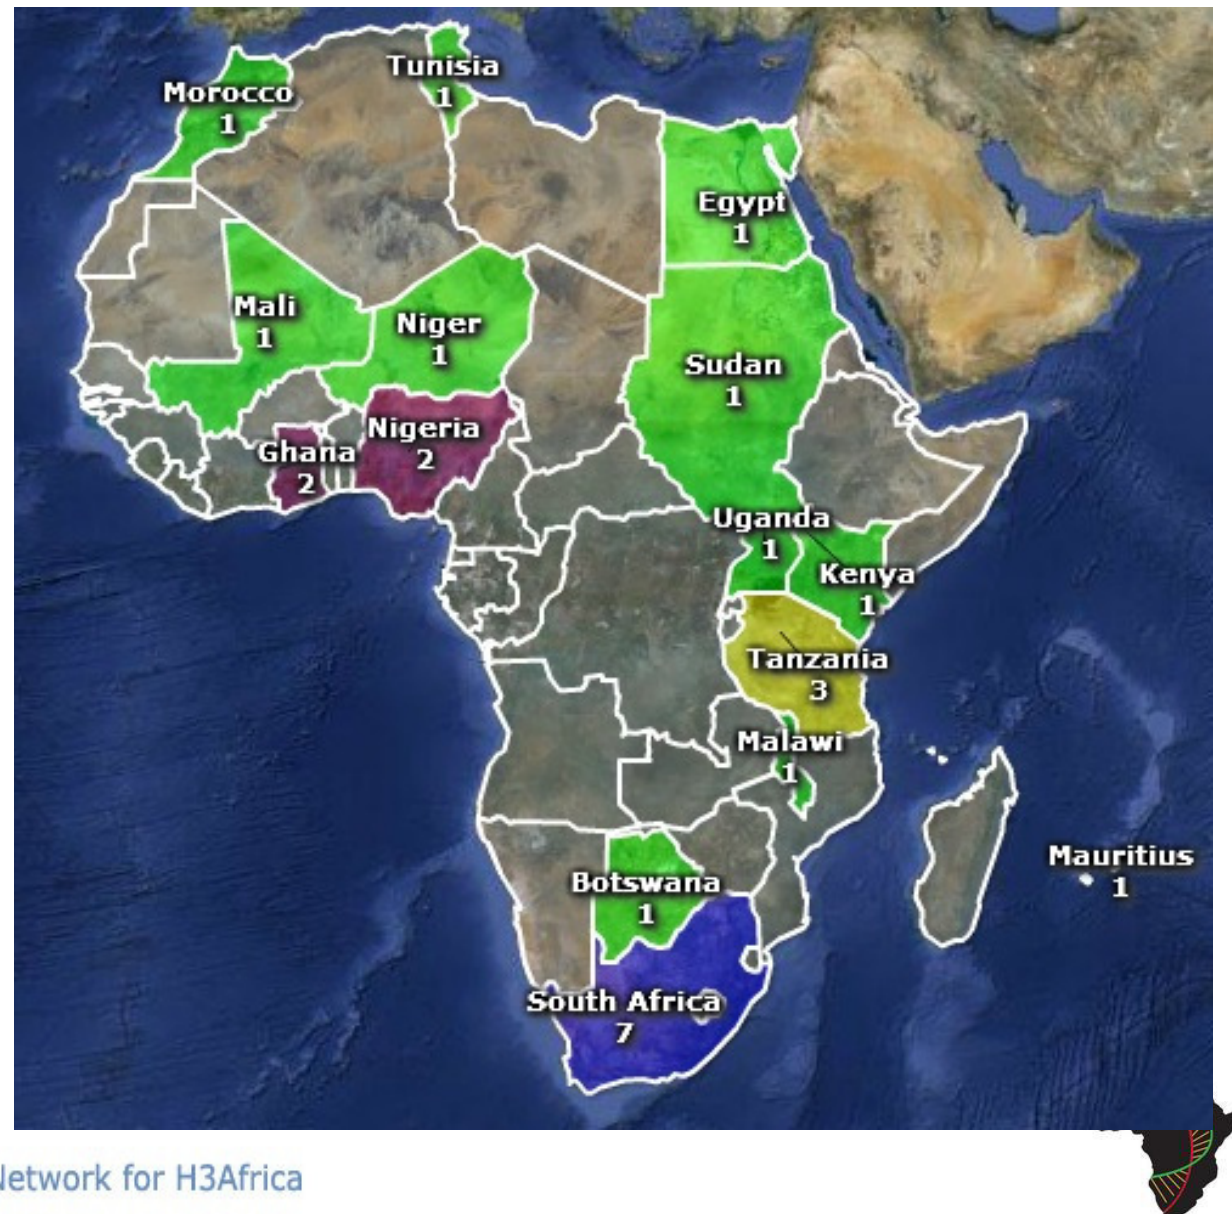 Tunisia
1
Morocco
1
Egypt
1
Mali
1
Niger
1
Sudan
1
Nigeria
2
Ghana
2
Uganda
1
Kenya
1
Tanzania
3
Malawi
1
Mauritius
1
Botswana
1
South Africa
7
Network for H3Africa